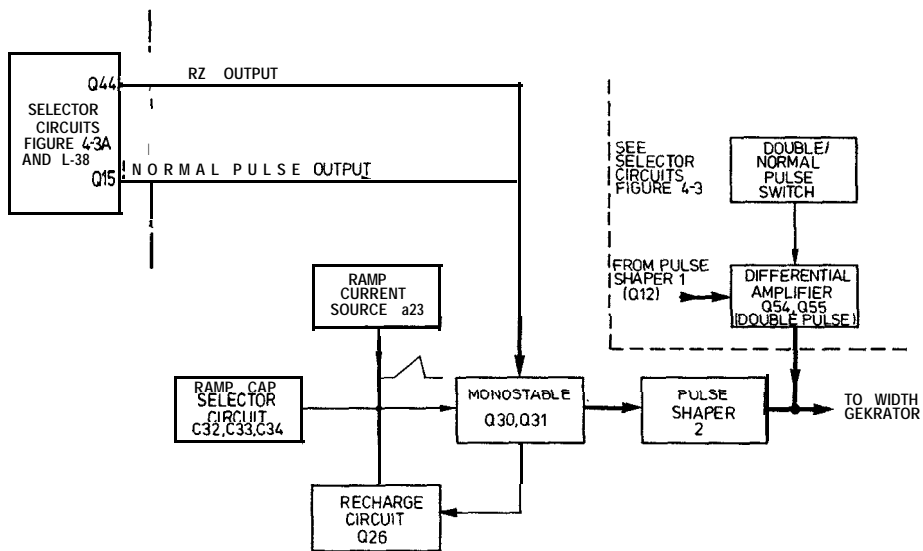 Q44
RZ OUTPUT
SELECTOR
CIRCUITS
FIGURE 4-3A
AND L-38
Q15
NORMAL PULSE OUTPUT
SEE
SELECTOR
CIRCUITS
FIGURE 4-3
DOUBLE/
NORMAL
PULSE
SWITCH
FROM PULSE
SHAPER 1
(Q12)
DIFFERENTIAL
AMPLIFIER
Q54,Q55
(DOUBLE PULSE)
RAMP
CURRENT
SOURCE a23
RAMP CAP
SELECTOR
CIRCUIT
C32,C33,C34
MONOSTABLE
Q30,Q31
PULSE
SHAPER
2
TO WIDTH
GEKRATOR
RECHARGE
CIRCUIT
Q26